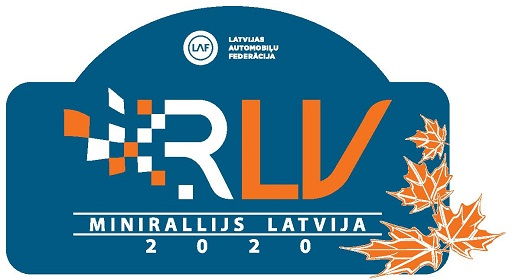 LAF
LATVIJAS
AUTOMOBIĻU
FEDERĀCIJA
RLV
MINIRALLIJS LATVIJA
2020